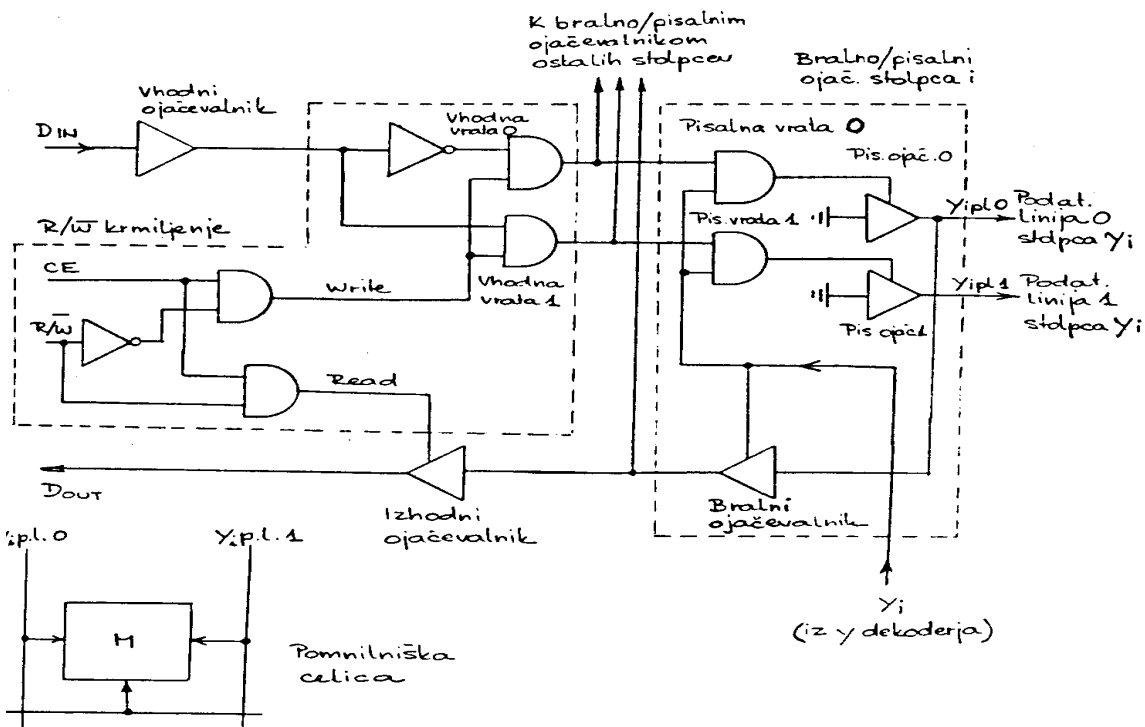 K bralno/pisalnim
ojačevalnikom
ostalih stolpcev
Bralno/pisalni
ojač. stolpca i
Vhodni
ojačevalnik
DIN
Vhodna
vrata 0
Pisalna vrata 0
Pis. ojač. 0
Yipl 0
Podat.
linija 0
stolpca Yi
R/W̅ krmiljenje
CE
Write
Vhodna
vrata 1
Pis. vrata 1
Yipl 1
Podat.
linija 1
stolpca Yi
Pis ojač 1
R/W̅
Read
DOUT
Izhodni
ojačevalnik
Bralni
ojačevalnik
Yi
(iz y dekoderja)
i p.l. 0
Yi p.l. 1
M
Pomnilniška
celica